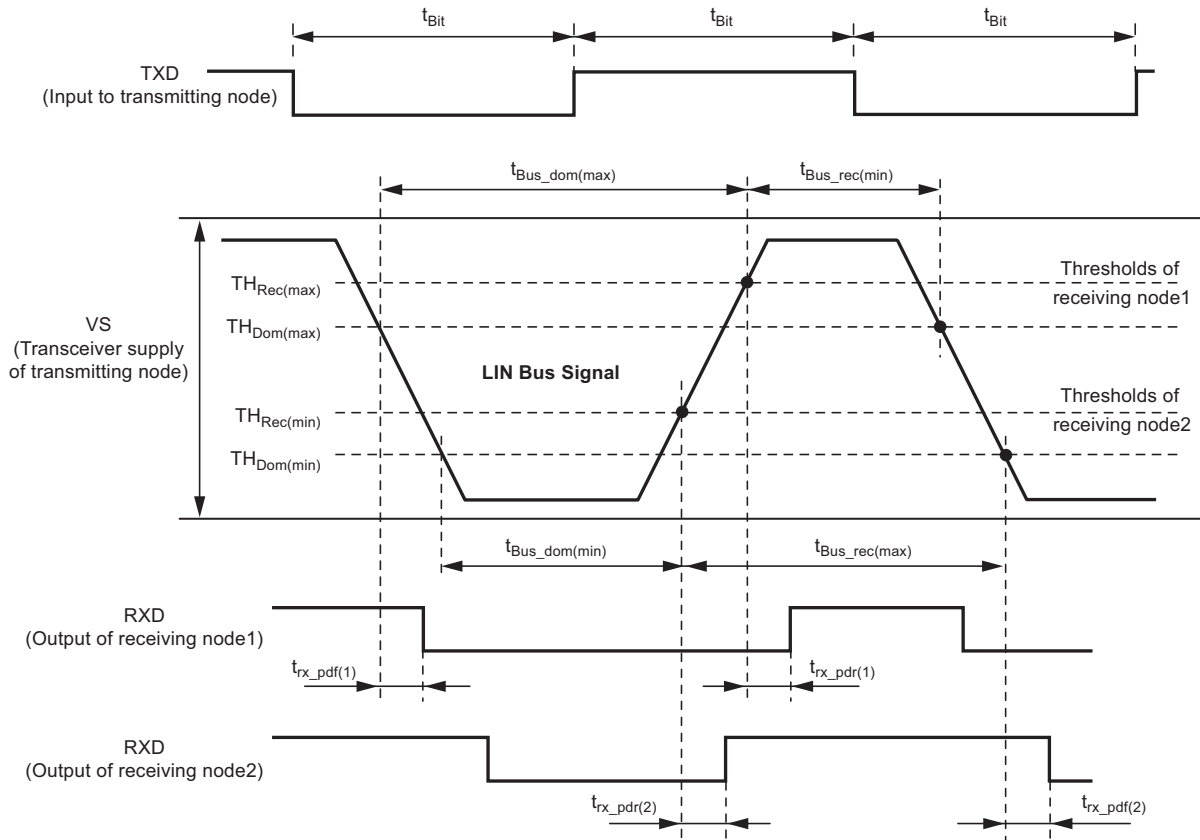 tBit
tBit
tBit
TXD
(Input to transmitting node)
tBus_dom(max)
tBus_rec(min)
THRec(max)
Thresholds of
receiving node1
THDom(max)
VS
(Transceiver supply
of transmitting node)
LIN Bus Signal
THRec(min)
Thresholds of
receiving node2
THDom(min)
tBus_dom(min)
tBus_rec(max)
RXD
(Output of receiving node1)
trx_pdf(1)
trx_pdr(1)
RXD
(Output of receiving node2)
trx_pdr(2)
trx_pdf(2)